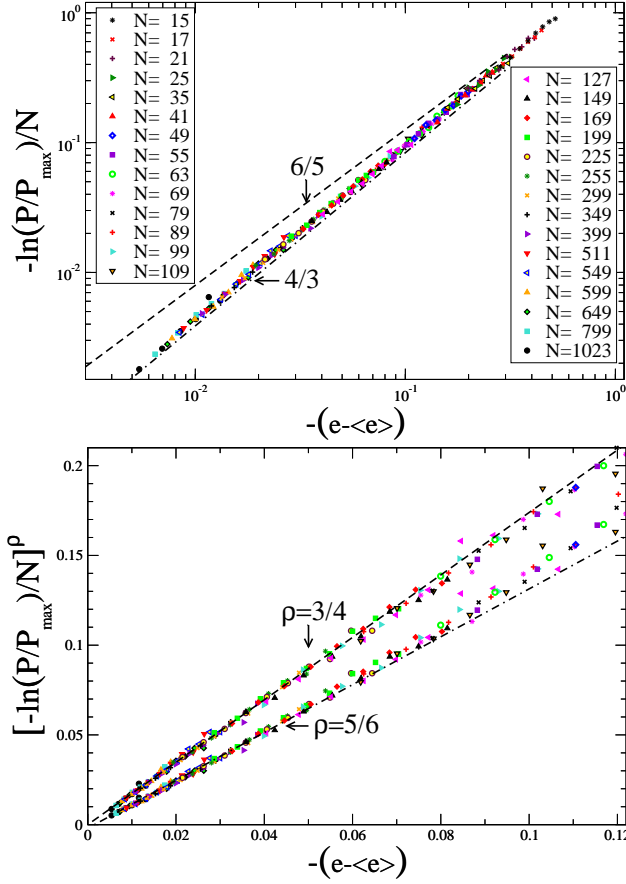 10⁰
10⁻¹
10⁻²
-ln(P/P_max)/N
N= 15
N= 17
N= 21
N= 25
N= 35
N= 41
N= 49
N= 55
N= 63
N= 69
N= 79
N= 89
N= 99
N=109
6/5
4/3
N= 127
N= 149
N= 169
N= 199
N= 225
N= 255
N= 299
N= 349
N= 399
N= 511
N= 549
N= 599
N= 649
N= 799
N=1023
10⁻² 10⁻¹ 10⁰
-(e-<e>)
0.2
0.15
0.1
0.05
0
[-ln(P/P_max)/N]^ρ
ρ=3/4
ρ=5/6
0 0.02 0.04 0.06 0.08 0.1 0.12
-(e-<e>)